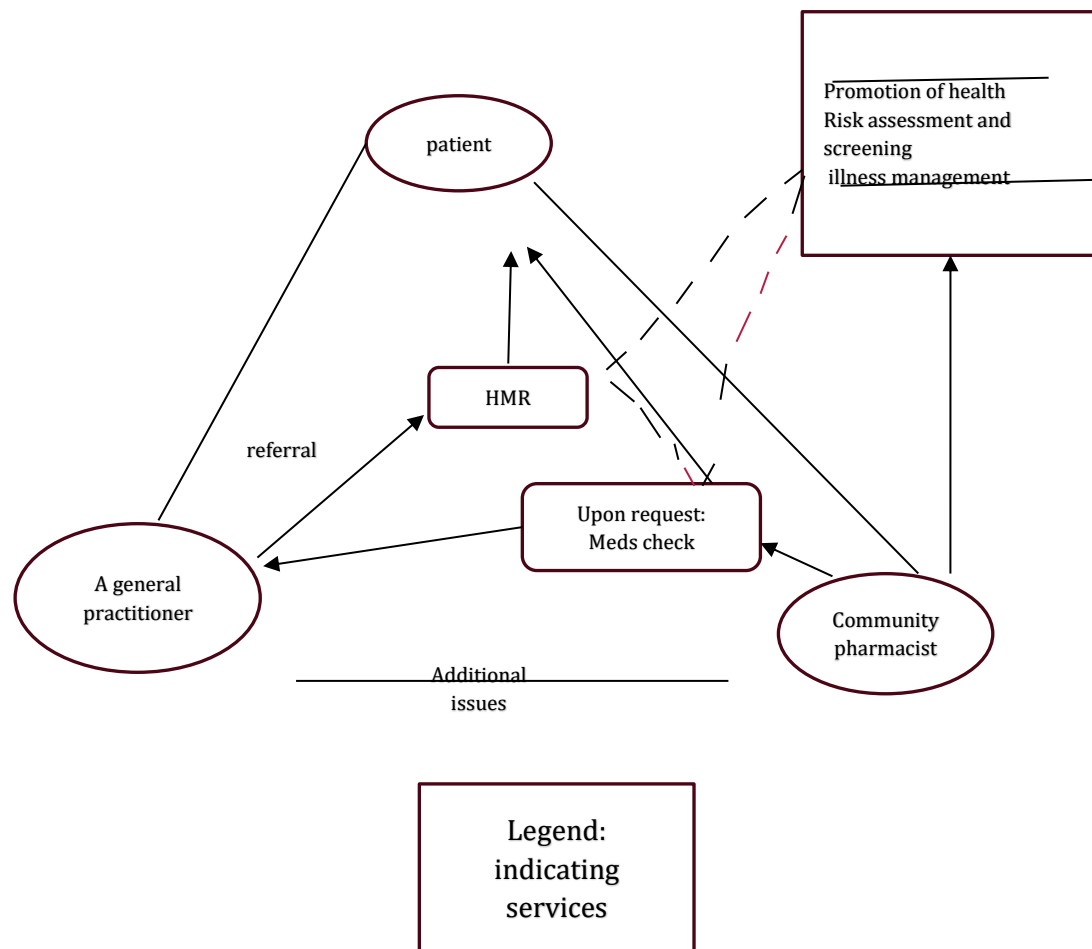 patient
Promotion of health
Risk assessment and
screening
illness management
HMR
referral
Upon request:
Meds check
A general
practitioner
Community
pharmacist
Additional
issues
Legend:
indicating
services